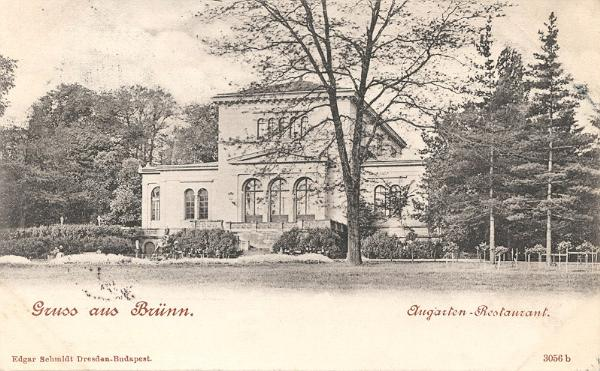 Gruss aus Brünn.
Augarten-Restaurant.
Edgar Schmidt Dresden-Budapest.
3056 b